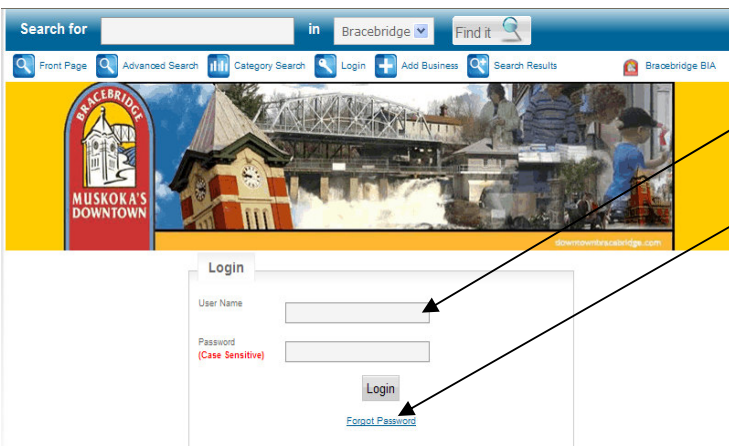 Search for in Bracebridge Find it
Front Page Advanced Search Category Search Login Add Business Search Results Bracebridge BIA
BRACEBRIDGE
MUSKOKA'S
DOWNTOWN
downtownbracebridge.com
Login
User Name
Password
(Case Sensitive)
Login
Forgot Password